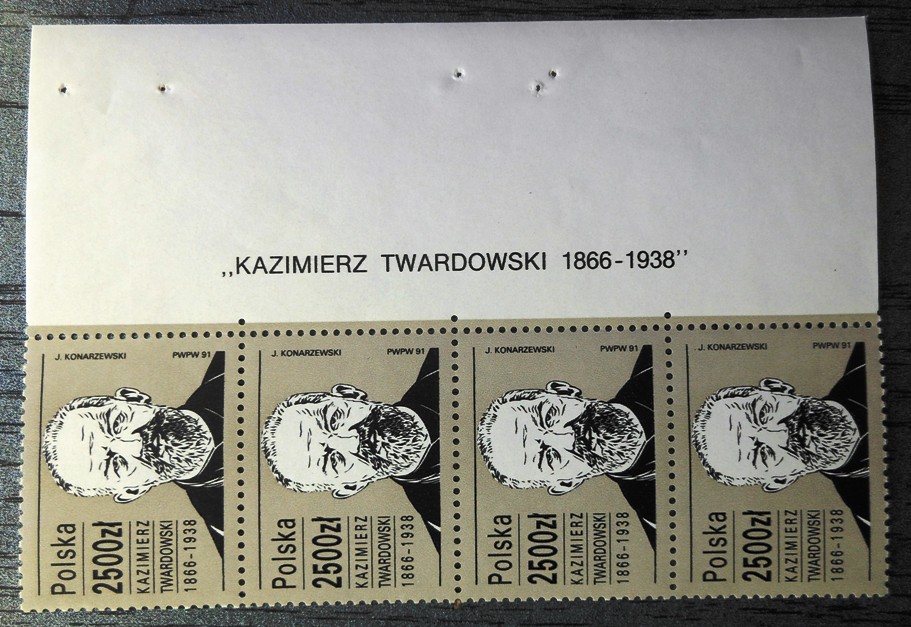 ,,KAZIMIERZ TWARDOWSKI 1866-1938”
J. KONARZEWSKI PWPW 91
Polska
2500zł
KAZIMIERZ
TWARDOWSKI
1866-1938
J. KONARZEWSKI PWPW 91
Polska
2500zł
KAZIMIERZ
TWARDOWSKI
1866-1938
J. KONARZEWSKI PWPW 91
Polska
2500zł
KAZIMIERZ
TWARDOWSKI
1866-1938
J. KONARZEWSKI PWPW 91
Polska
2500zł
KAZIMIERZ
TWARDOWSKI
1866-1938